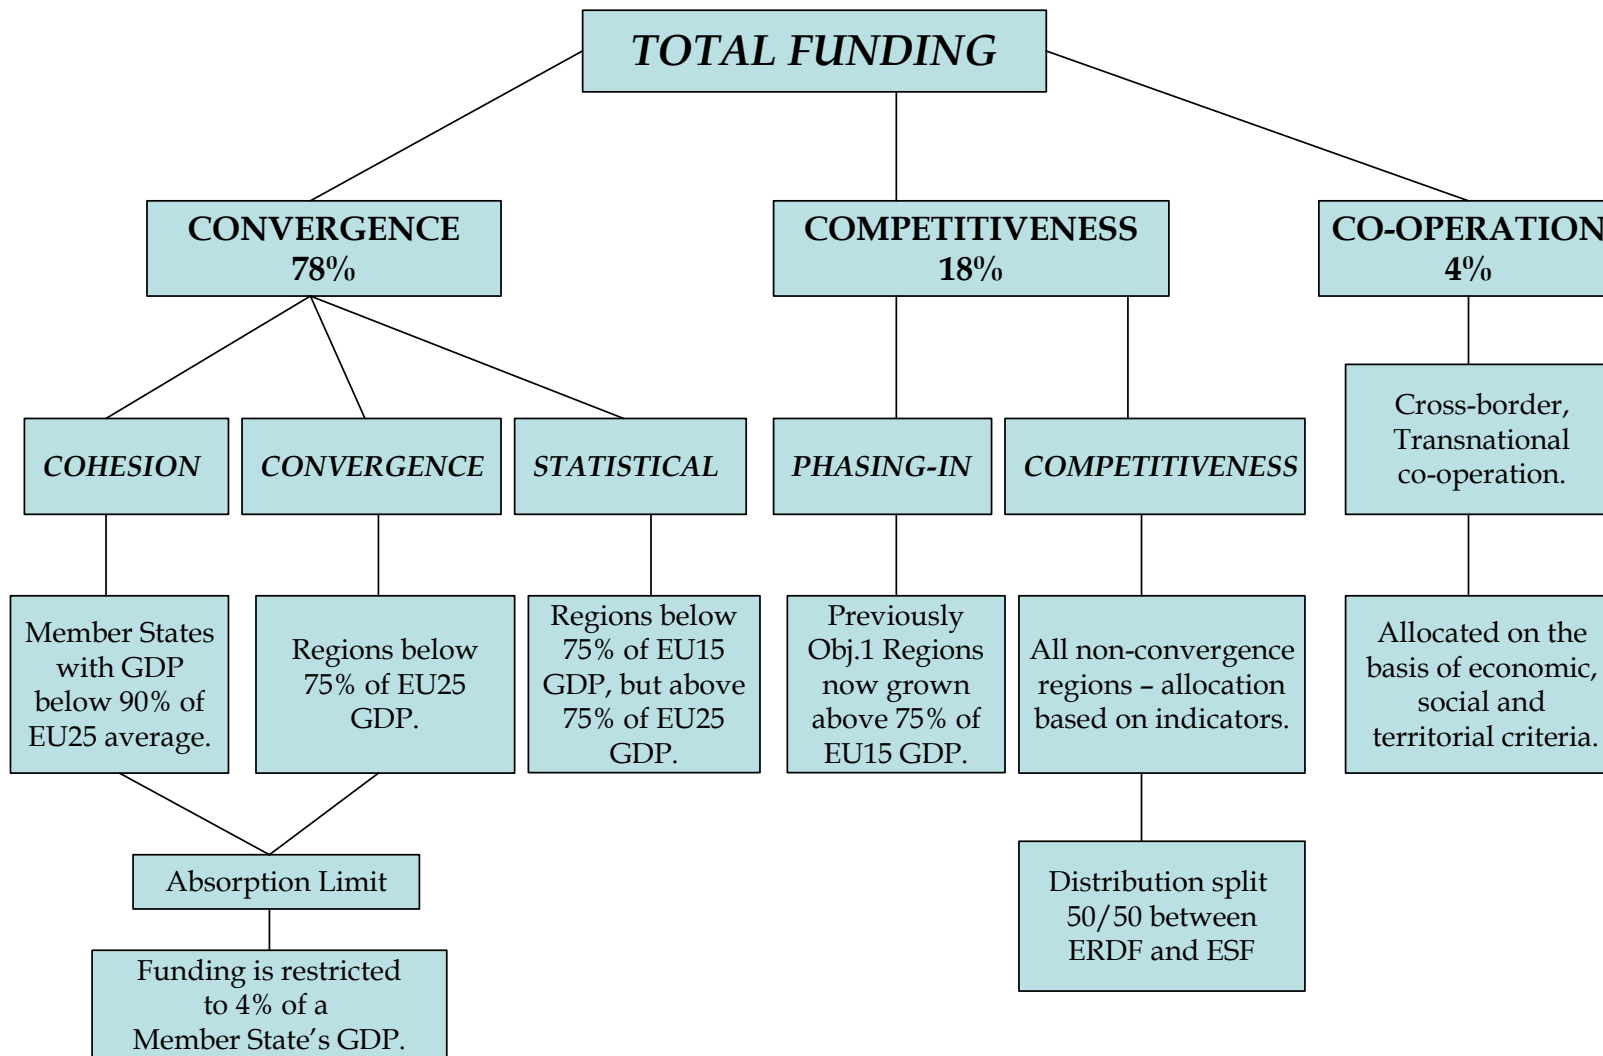 TOTAL FUNDING
CONVERGENCE
78%
COMPETITIVENESS
18%
CO-OPERATION
4%
COHESION
CONVERGENCE
STATISTICAL
PHASING-IN
COMPETITIVENESS
Cross-border,
Transnational
co-operation.
Member States
with GDP
below 90% of
EU25 average.
Regions below
75% of EU25
GDP.
Regions below
75% of EU15
GDP, but above
75% of EU25
GDP.
Previously
Obj.1 Regions
now grown
above 75% of
EU15 GDP.
All non-convergence
regions – allocation
based on indicators.
Allocated on the
basis of economic,
social and
territorial criteria.
Absorption Limit
Distribution split
50/50 between
ERDF and ESF
Funding is restricted
to 4% of a
Member State’s GDP.